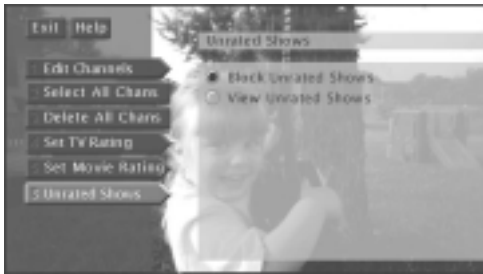 Exit Help
Unrated Shows
Edit Channels
Select All Chans
Delete All Chans
Set TV Rating
Set Movie Rating
Unrated Shows
Block Unrated Shows
View Unrated Shows